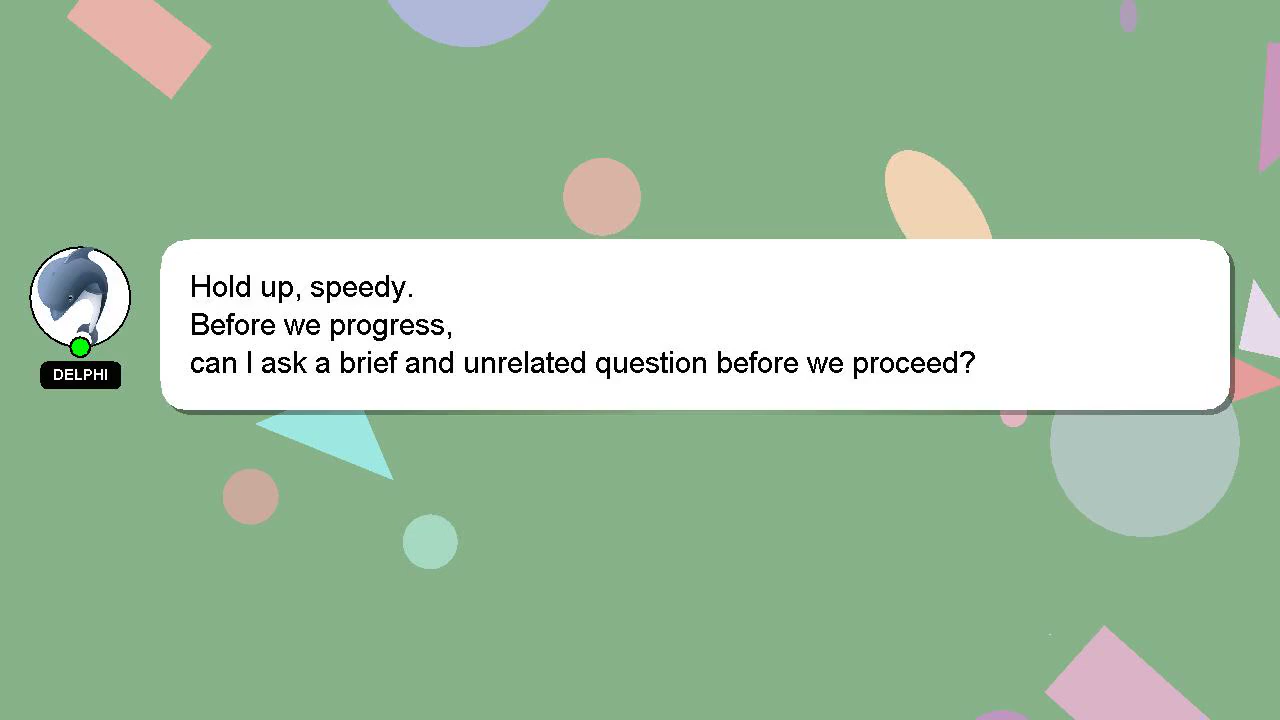 Hold up, speedy.
Before we progress,
can I ask a brief and unrelated question before we proceed?
DELPHI